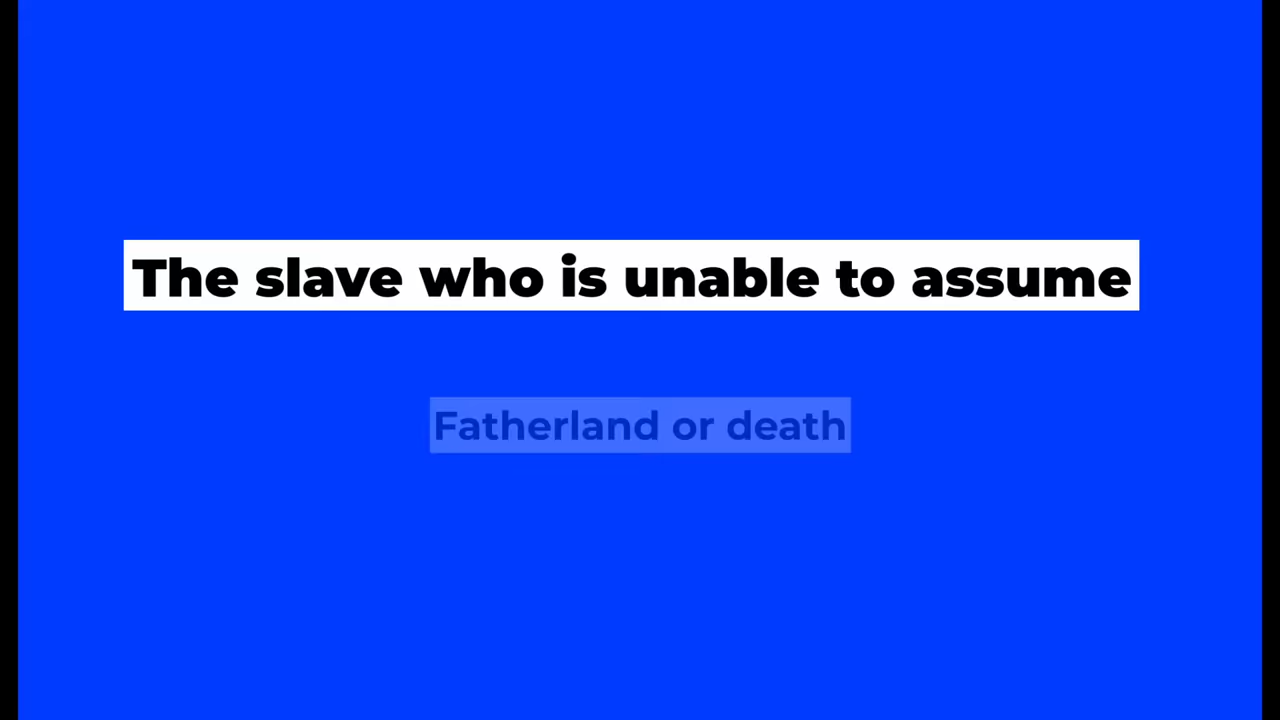 The slave who is unable to assume
Fatherland or death